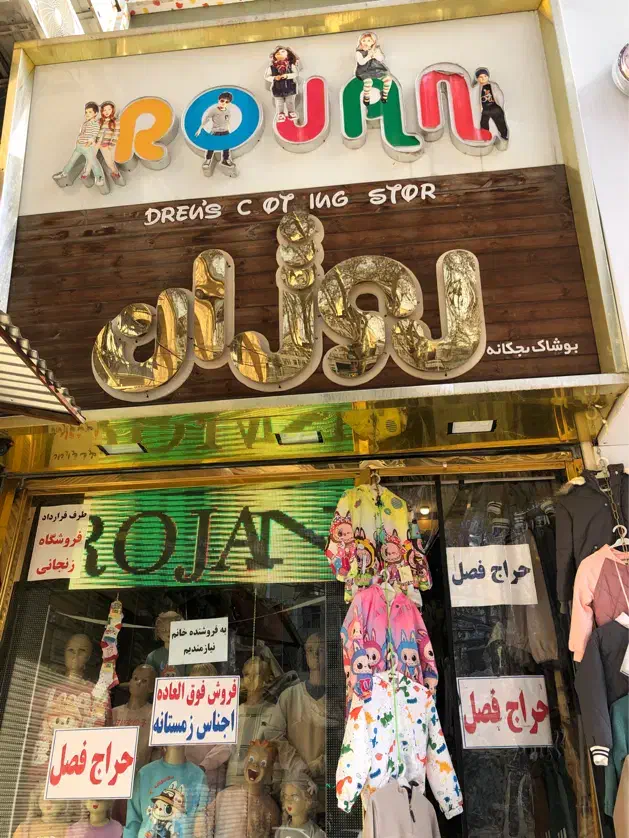 ROJAN
DREN'S C OT ING STOR
روژان
پوشاک بچگانه
ROJAN
طرف قرارداد
فروشگاه
زنجانی
حراج فصل
به فروشنده خانم
نیازمندیم
فروش فوق العاده
اجناس زمستانه
حراج فصل
حراج فصل